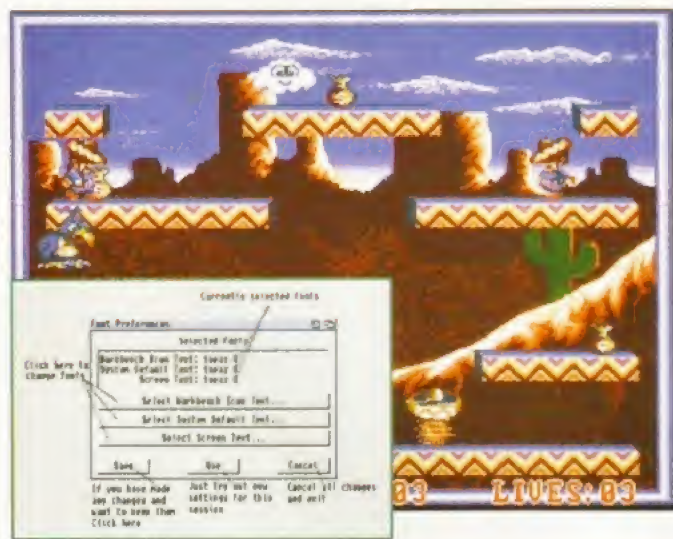 Currently selected fonts
Font Preferences
Selected Fonts
Click here to
change fonts
Workbench Icon Text: topaz 8
System Default Text: topaz 8
Screen Text: topaz 8
Select Workbench Icon Text...
Select System Default Text...
Select Screen Text...
Save
Use
Cancel
If you have made
any changes and
want to keep them
Click here
Just try out new
settings for this
session
Cancel all changes
and exit
03
LIVES:03